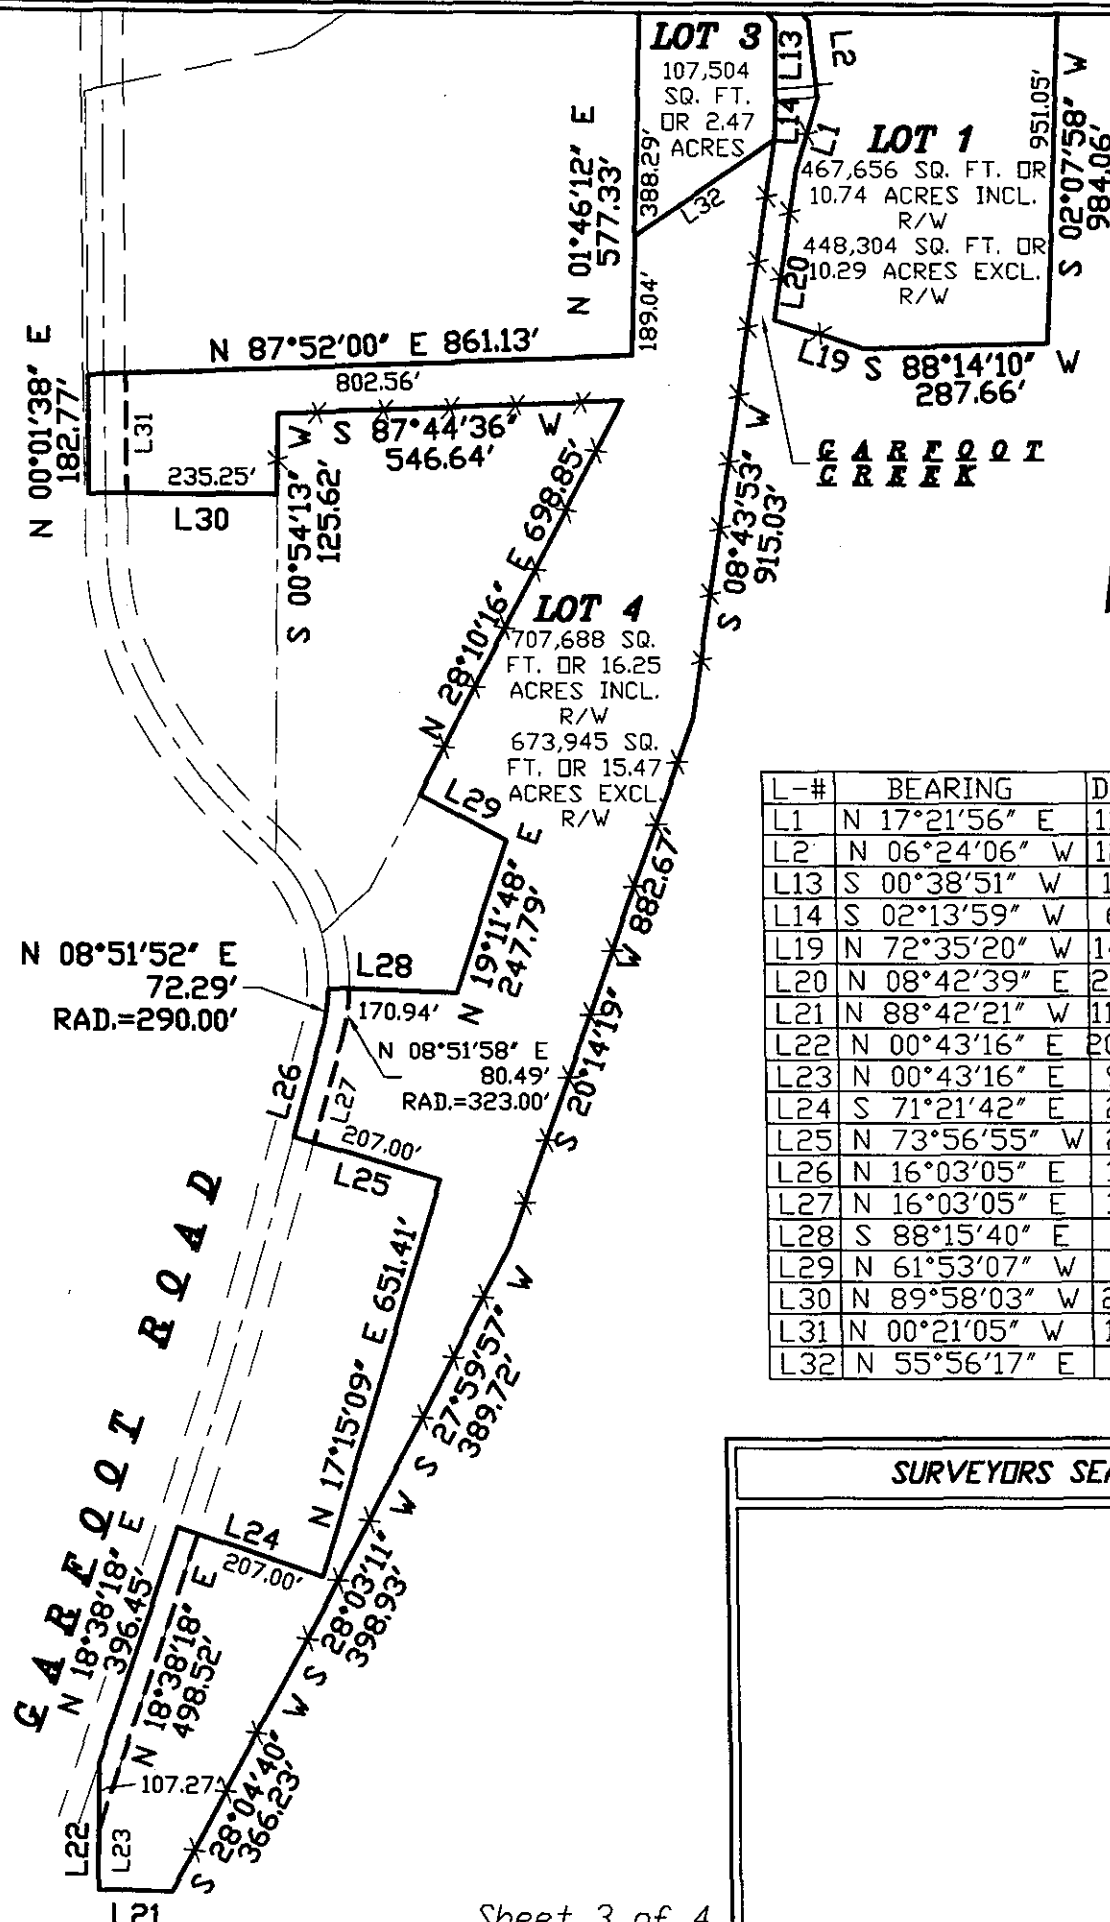 LOT 3
107,504
SQ. FT.
OR 2.47
ACRES
L13
L2
L14
L1
LOT 1
467,656 SQ. FT. OR
10.74 ACRES INCL.
R/W
448,304 SQ. FT. OR
10.29 ACRES EXCL.
R/W
951.05'
S 02°07'58" W
984.06'
N 01°46'12" E
577.33'
388.29'
L32
189.04'
L20
L19
S 88°14'10" W
287.66'
GARFOOT
CREEK
N 87°52'00" E 861.13'
802.56'
N 00°01'38" E
182.77'
L31
235.25'
L30
S 87°44'36" W
546.64'
S 00°54'13" W
125.62'
N 28°10'16" E 698.85'
S 08°43'53" W
915.03'
LOT 4
707,688 SQ.
FT. OR 16.25
ACRES INCL.
R/W
673,945 SQ.
FT. OR 15.47
ACRES EXCL.
R/W
L29
N 19°11'48" E
247.79'
S 20°14'19" W 882.67'
N 08°51'52" E
72.29'
RAD.=290.00'
L28
170.94'
N 08°51'58" E
80.49'
RAD.=323.00'
L26
L27
207.00'
L25
GARFOOT ROAD
N 17°15'09" E 651.41'
S 27°59'57" W
389.72'
L24
207.00'
S 28°03'11" W
398.93'
N 18°38'18" E
396.45'
N 18°38'18" E
498.52'
107.27'
S 28°04'40" W
366.23'
L22
L23
L21
L-# BEARING D
L1 N 17°21'56" E
L2 N 06°24'06" W
L13 S 00°38'51" W
L14 S 02°13'59" W
L19 N 72°35'20" W
L20 N 08°42'39" E
L21 N 88°42'21" W
L22 N 00°43'16" E
L23 N 00°43'16" E
L24 S 71°21'42" E
L25 N 73°56'55" W
L26 N 16°03'05" E
L27 N 16°03'05" E
L28 S 88°15'40" E
L29 N 61°53'07" W
L30 N 89°58'03" W
L31 N 00°21'05" W
L32 N 55°56'17" E
SURVEYORS SEA
Sheet 3 of 4